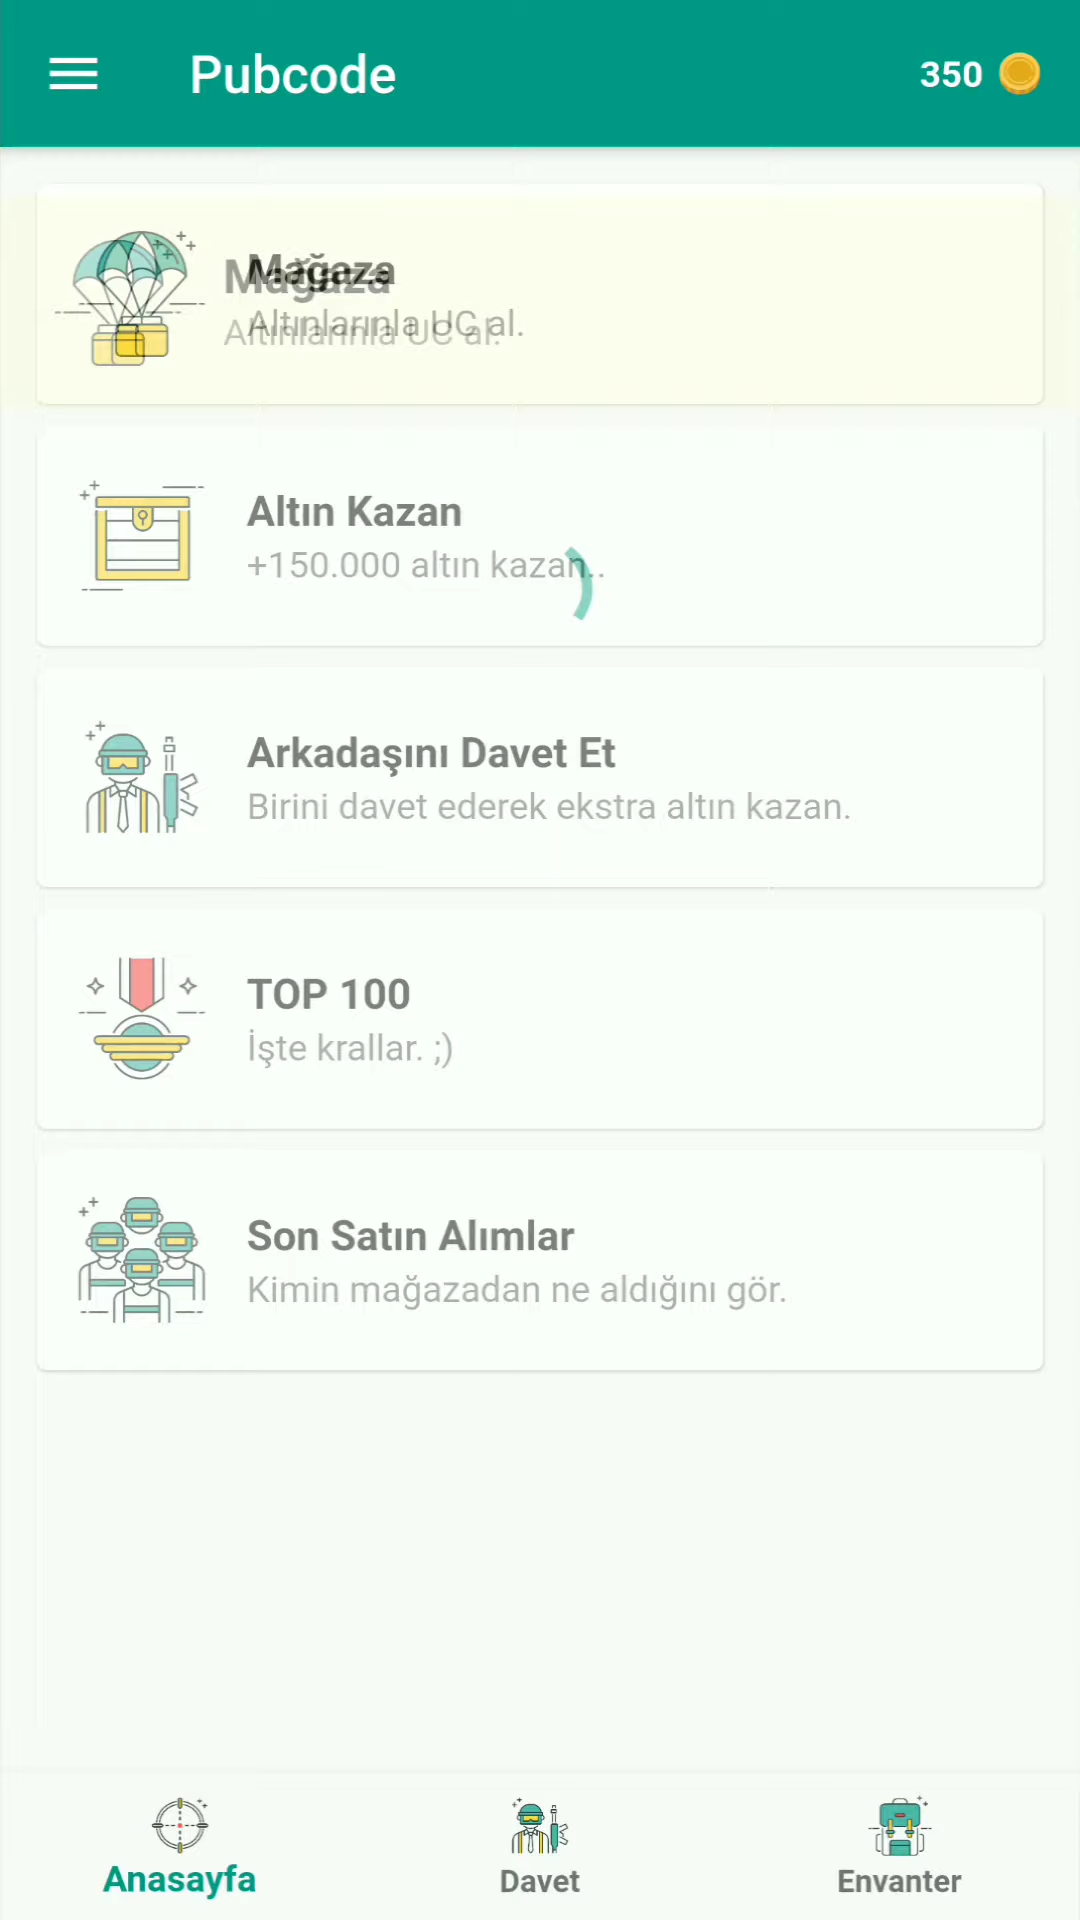 Pubcode
350
Mağaza
Altınlarınla UC al.
Altın Kazan
+150.000 altın kazan..
Arkadaşını Davet Et
Birini davet ederek ekstra altın kazan.
TOP 100
İşte krallar. ;)
Son Satın Alımlar
Kimin mağazadan ne aldığını gör.
Anasayfa
Davet
Envanter